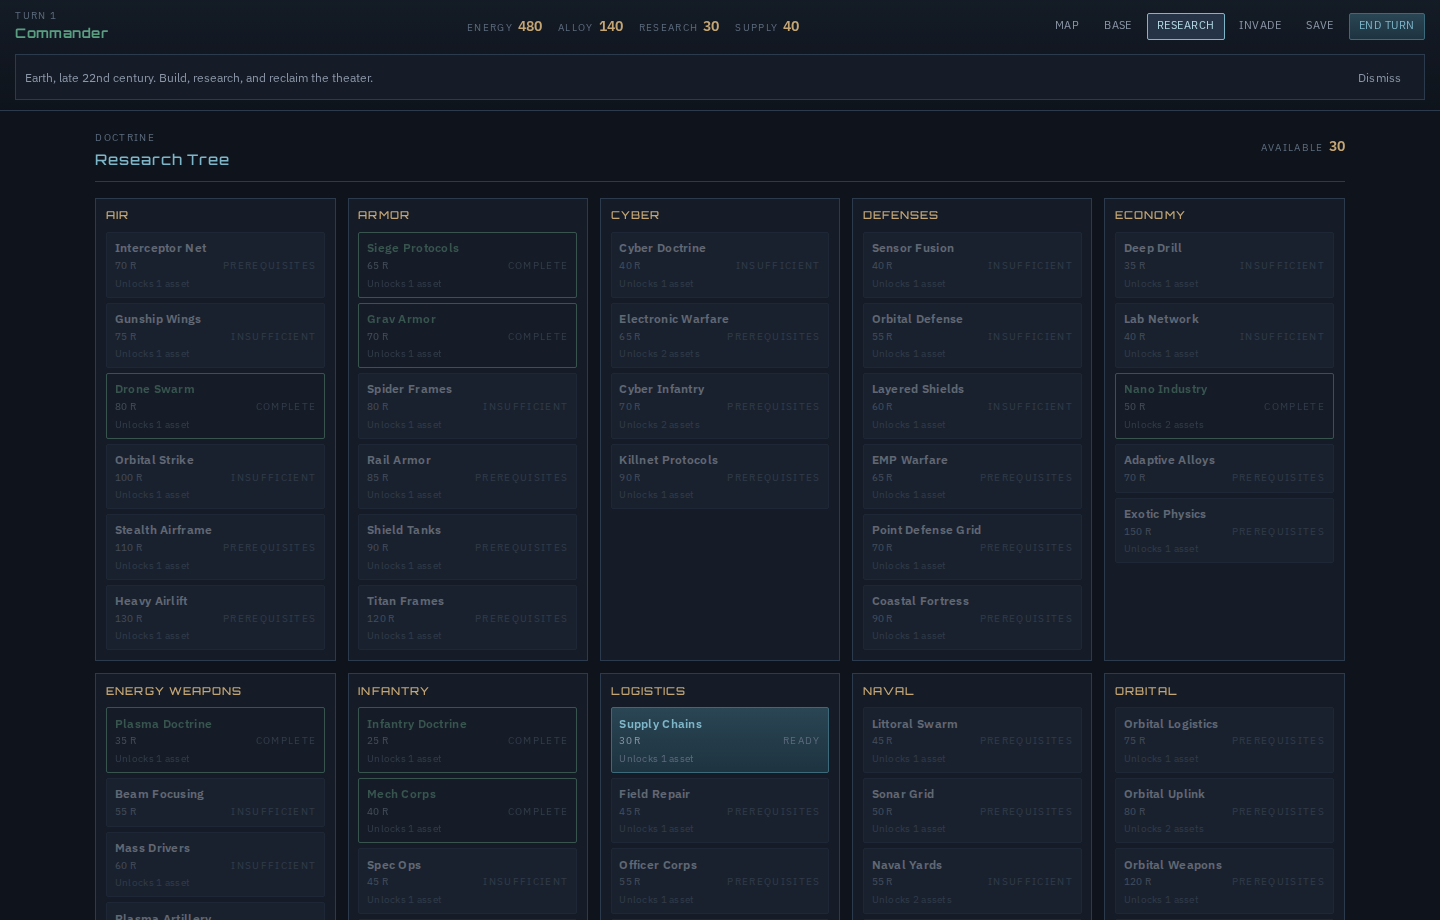 TURN 1
Commander
ENERGY 480 ALLOY 140 RESEARCH 30 SUPPLY 40
MAP BASE RESEARCH INVADE SAVE END TURN
Earth, late 22nd century. Build, research, and reclaim the theater.
Dismiss
DOCTRINE
Research Tree
AVAILABLE 30
AIR
Interceptor Net
70 R PREREQUISITES
Unlocks 1 asset
Gunship Wings
75 R INSUFFICIENT
Unlocks 1 asset
Drone Swarm
80 R COMPLETE
Unlocks 1 asset
Orbital Strike
100 R INSUFFICIENT
Unlocks 1 asset
Stealth Airframe
110 R PREREQUISITES
Unlocks 1 asset
Heavy Airlift
130 R PREREQUISITES
Unlocks 1 asset
ARMOR
Siege Protocols
65 R COMPLETE
Unlocks 1 asset
Grav Armor
70 R COMPLETE
Unlocks 1 asset
Spider Frames
80 R INSUFFICIENT
Unlocks 1 asset
Rail Armor
85 R PREREQUISITES
Unlocks 1 asset
Shield Tanks
90 R PREREQUISITES
Unlocks 1 asset
Titan Frames
120 R PREREQUISITES
Unlocks 1 asset
CYBER
Cyber Doctrine
40 R INSUFFICIENT
Unlocks 1 asset
Electronic Warfare
65 R PREREQUISITES
Unlocks 2 assets
Cyber Infantry
70 R PREREQUISITES
Unlocks 2 assets
Killnet Protocols
90 R PREREQUISITES
Unlocks 1 asset
DEFENSES
Sensor Fusion
40 R INSUFFICIENT
Unlocks 1 asset
Orbital Defense
55 R INSUFFICIENT
Unlocks 1 asset
Layered Shields
60 R INSUFFICIENT
Unlocks 1 asset
EMP Warfare
65 R PREREQUISITES
Unlocks 1 asset
Point Defense Grid
70 R PREREQUISITES
Unlocks 1 asset
Coastal Fortress
90 R PREREQUISITES
Unlocks 1 asset
ECONOMY
Deep Drill
35 R INSUFFICIENT
Unlocks 1 asset
Lab Network
40 R INSUFFICIENT
Unlocks 1 asset
Nano Industry
50 R COMPLETE
Unlocks 2 assets
Adaptive Alloys
70 R PREREQUISITES
Exotic Physics
150 R PREREQUISITES
Unlocks 1 asset
ENERGY WEAPONS
Plasma Doctrine
35 R COMPLETE
Unlocks 1 asset
Beam Focusing
55 R INSUFFICIENT
Mass Drivers
60 R INSUFFICIENT
Unlocks 1 asset
Plasma Artillery
INFANTRY
Infantry Doctrine
25 R COMPLETE
Unlocks 1 asset
Mech Corps
40 R COMPLETE
Unlocks 1 asset
Spec Ops
45 R INSUFFICIENT
Unlocks 1 asset
LOGISTICS
Supply Chains
30 R READY
Unlocks 1 asset
Field Repair
45 R PREREQUISITES
Unlocks 1 asset
Officer Corps
55 R PREREQUISITES
Unlocks 1 asset
NAVAL
Littoral Swarm
45 R PREREQUISITES
Unlocks 1 asset
Sonar Grid
50 R PREREQUISITES
Unlocks 1 asset
Naval Yards
55 R INSUFFICIENT
Unlocks 2 assets
ORBITAL
Orbital Logistics
75 R PREREQUISITES
Unlocks 1 asset
Orbital Uplink
80 R PREREQUISITES
Unlocks 2 assets
Orbital Weapons
120 R PREREQUISITES
Unlocks 1 asset